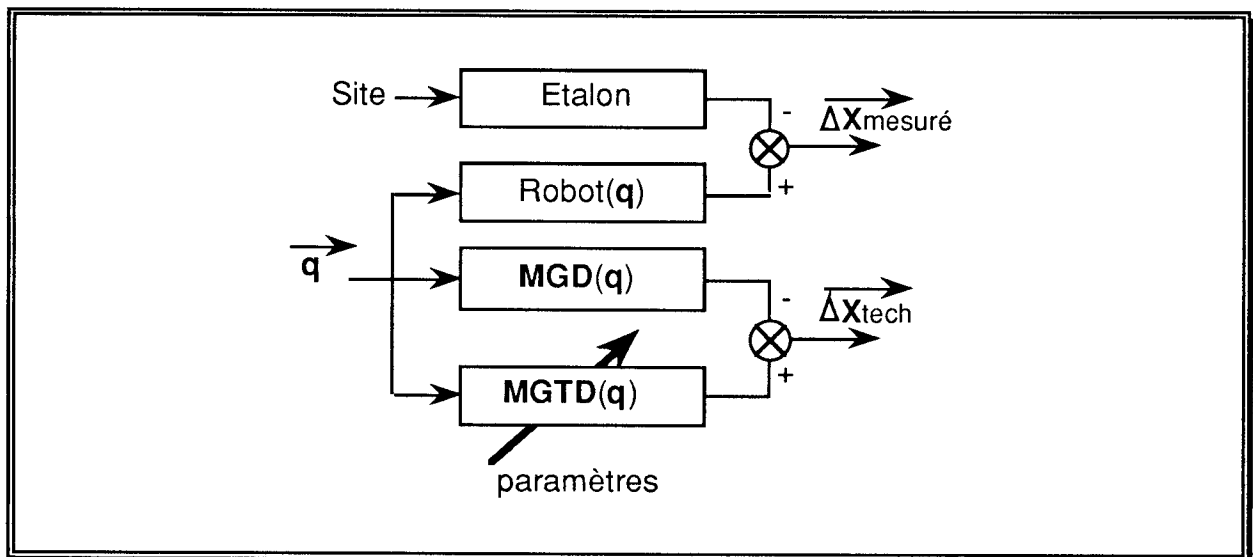 Site
Etalon
-
ΔXmesuré
Robot(q)
+
q
MGD(q)
-
ΔXtech
MGTD(q)
+
paramètres